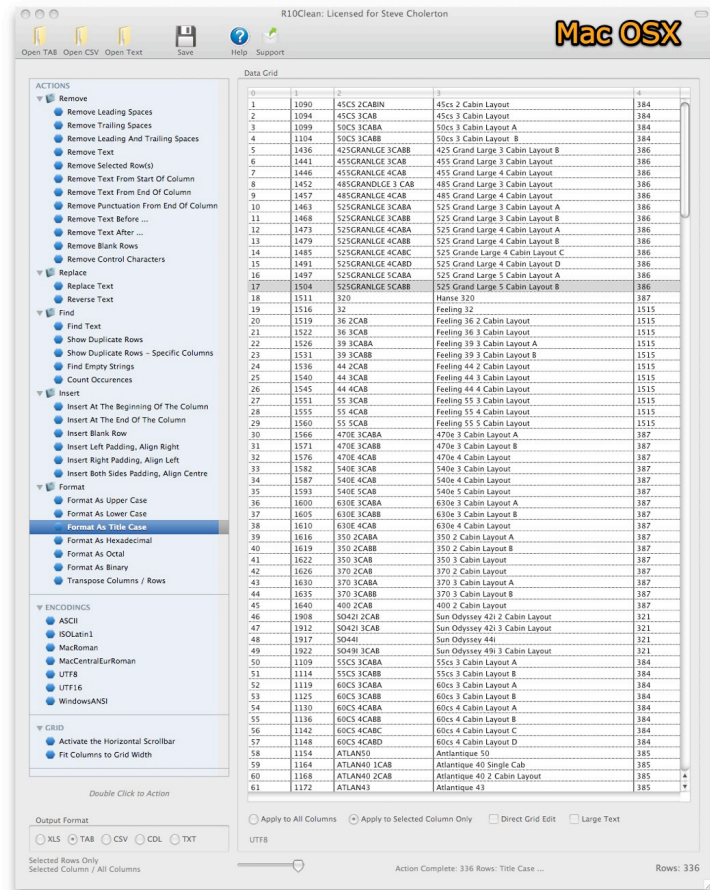 R10Clean: Licensed for Steve Cholerton
Mac OSX
Open TAB Open CSV Open Text Save Help Support
ACTIONS
Remove
Remove Leading Spaces
Remove Trailing Spaces
Remove Leading And Trailing Spaces
Remove Text
Remove Selected Row(s)
Remove Text From Start Of Column
Remove Text From End Of Column
Remove Punctuation From End Of Column
Remove Text Before ...
Remove Text After ...
Remove Blank Rows
Remove Control Characters
Replace
Replace Text
Reverse Text
Find
Find Text
Show Duplicate Rows
Show Duplicate Rows - Specific Columns
Find Empty Strings
Count Occurences
Insert
Insert At The Beginning Of The Column
Insert At The End Of The Column
Insert Blank Row
Insert Left Padding, Align Right
Insert Right Padding, Align Left
Insert Both Sides Padding, Align Centre
Format
Format As Upper Case
Format As Lower Case
Format As Title Case
Format As Hexadecimal
Format As Octal
Format As Binary
Transpose Columns / Rows
ENCODINGS
ASCII
ISOLatin1
MacRoman
MacCentralEurRoman
UTF8
UTF16
WindowsANSI
GRID
Activate the Horizontal Scrollbar
Fit Columns to Grid Width
Double Click to Action
Output Format
XLS TAB CSV CDL TXT
Selected Rows Only
Selected Column / All Columns
Data Grid
0 1 2 3 4
1 1090 45CS 2CABIN 45cs 2 Cabin Layout 384
2 1094 45CS 3CAB 45cs 3 Cabin Layout 384
3 1099 50CS 3CABA 50cs 3 Cabin Layout A 384
4 1104 50CS 3CABB 50cs 3 Cabin Layout B 384
5 1436 425GRANLGE 3CABB 425 Grand Large 3 Cabin Layout B 386
6 1441 455GRANLGE 3CAB 455 Grand Large 3 Cabin Layout 386
7 1446 455GRANLGE 4CAB 455 Grand Large 4 Cabin Layout 386
8 1452 485GRANDLGE 3 CAB 485 Grand Large 3 Cabin Layout 386
9 1457 485GRANLGE 4CAB 485 Grand Large 4 Cabin Layout 386
10 1463 525GRANLGE 3CABA 525 Grand Large 3 Cabin Layout A 386
11 1468 525GRANLGE 3CABB 525 Grand Large 3 Cabin Layout B 386
12 1473 525GRANLGE 4CABA 525 Grand Large 4 Cabin Layout A 386
13 1479 525GRANLGE 4CABB 525 Grand Large 4 Cabin Layout B 386
14 1485 525GRANLGE 4CABC 525 Grande Large 4 Cabin Layout C 386
15 1491 525GRANLGE 4CABD 525 Grand Large 4 Cabin Layout D 386
16 1497 525GRANLGE 5CABA 525 Grand Large 5 Cabin Layout A 386
17 1504 525GRANLGE 5CABB 525 Grand Large 5 Cabin Layout B 386
18 1511 320 Hanse 320 387
19 1516 32 Feeling 32 1515
20 1519 36 2CAB Feeling 36 2 Cabin Layout 1515
21 1522 36 3CAB Feeling 36 3 Cabin Layout 1515
22 1526 39 3CABA Feeling 39 3 Cabin Layout A 1515
23 1531 39 3CABB Feeling 39 3 Cabin Layout B 1515
24 1536 44 2CAB Feeling 44 2 Cabin Layout 1515
25 1540 44 3CAB Feeling 44 3 Cabin Layout 1515
26 1545 44 4CAB Feeling 44 4 Cabin Layout 1515
27 1551 55 3CAB Feeling 55 3 Cabin Layout 1515
28 1555 55 4CAB Feeling 55 4 Cabin Layout 1515
29 1560 55 5CAB Feeling 55 5 Cabin Layout 1515
30 1566 470E 3CABA 470e 3 Cabin Layout A 387
31 1571 470E 3CABB 470e 3 Cabin Layout B 387
32 1576 470E 4CAB 470e 4 Cabin Layout 387
33 1582 540E 3CAB 540e 3 Cabin Layout 387
34 1587 540E 4CAB 540e 4 Cabin Layout 387
35 1593 540E 5CAB 540e 5 Cabin Layout 387
36 1600 630E 3CABA 630e 3 Cabin Layout A 387
37 1605 630E 3CABB 630e 3 Cabin Layout B 387
38 1610 630E 4CAB 630e 4 Cabin Layout 387
39 1616 350 2CABA 350 2 Cabin Layout A 387
40 1619 350 2CABB 350 2 Cabin Layout B 387
41 1622 350 3CAB 350 3 Cabin Layout 387
42 1626 370 2CAB 370 2 Cabin Layout 387
43 1630 370 3CABA 370 3 Cabin Layout A 387
44 1635 370 3CABB 370 3 Cabin Layout B 387
45 1640 400 2CAB 400 2 Cabin Layout 387
46 1908 SO42I 2CAB Sun Odyssey 42i 2 Cabin Layout 321
47 1912 SO42I 3CAB Sun Odyssey 42i 3 Cabin Layout 321
48 1917 SO44I Sun Odyssey 44i 321
49 1922 SO49I 3CAB Sun Odyssey 49i 3 Cabin Layout 321
50 1109 55CS 3CABA 55cs 3 Cabin Layout A 384
51 1114 55CS 3CABB 55cs 3 Cabin Layout B 384
52 1119 60CS 3CABA 60cs 3 Cabin Layout A 384
53 1125 60CS 3CABB 60cs 3 Cabin Layout B 384
54 1130 60CS 4CABA 60cs 4 Cabin Layout A 384
55 1136 60CS 4CABB 60cs 4 Cabin Layout B 384
56 1142 60CS 4CABC 60cs 4 Cabin Layout C 384
57 1148 60CS 4CABD 60cs 4 Cabin Layout D 384
58 1154 ATLAN50 Antlantique 50 385
59 1164 ATLAN40 1CAB Atlantique 40 Single Cab 385
60 1168 ATLAN40 2CAB Atlantique 40 2 Cabin Layout 385
61 1172 ATLAN43 Atlantique 43 385
Apply to All Columns Apply to Selected Column Only Direct Grid Edit Large Text
UTF8
Action Complete: 336 Rows: Title Case ...
Rows: 336